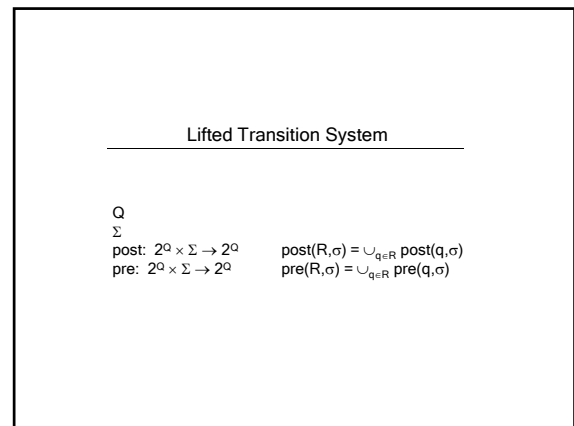 Lifted Transition System
Q
Σ
post: 2^Q × Σ → 2^Q post(R,σ) = ∪_{q∈R} post(q,σ)
pre: 2^Q × Σ → 2^Q pre(R,σ) = ∪_{q∈R} pre(q,σ)